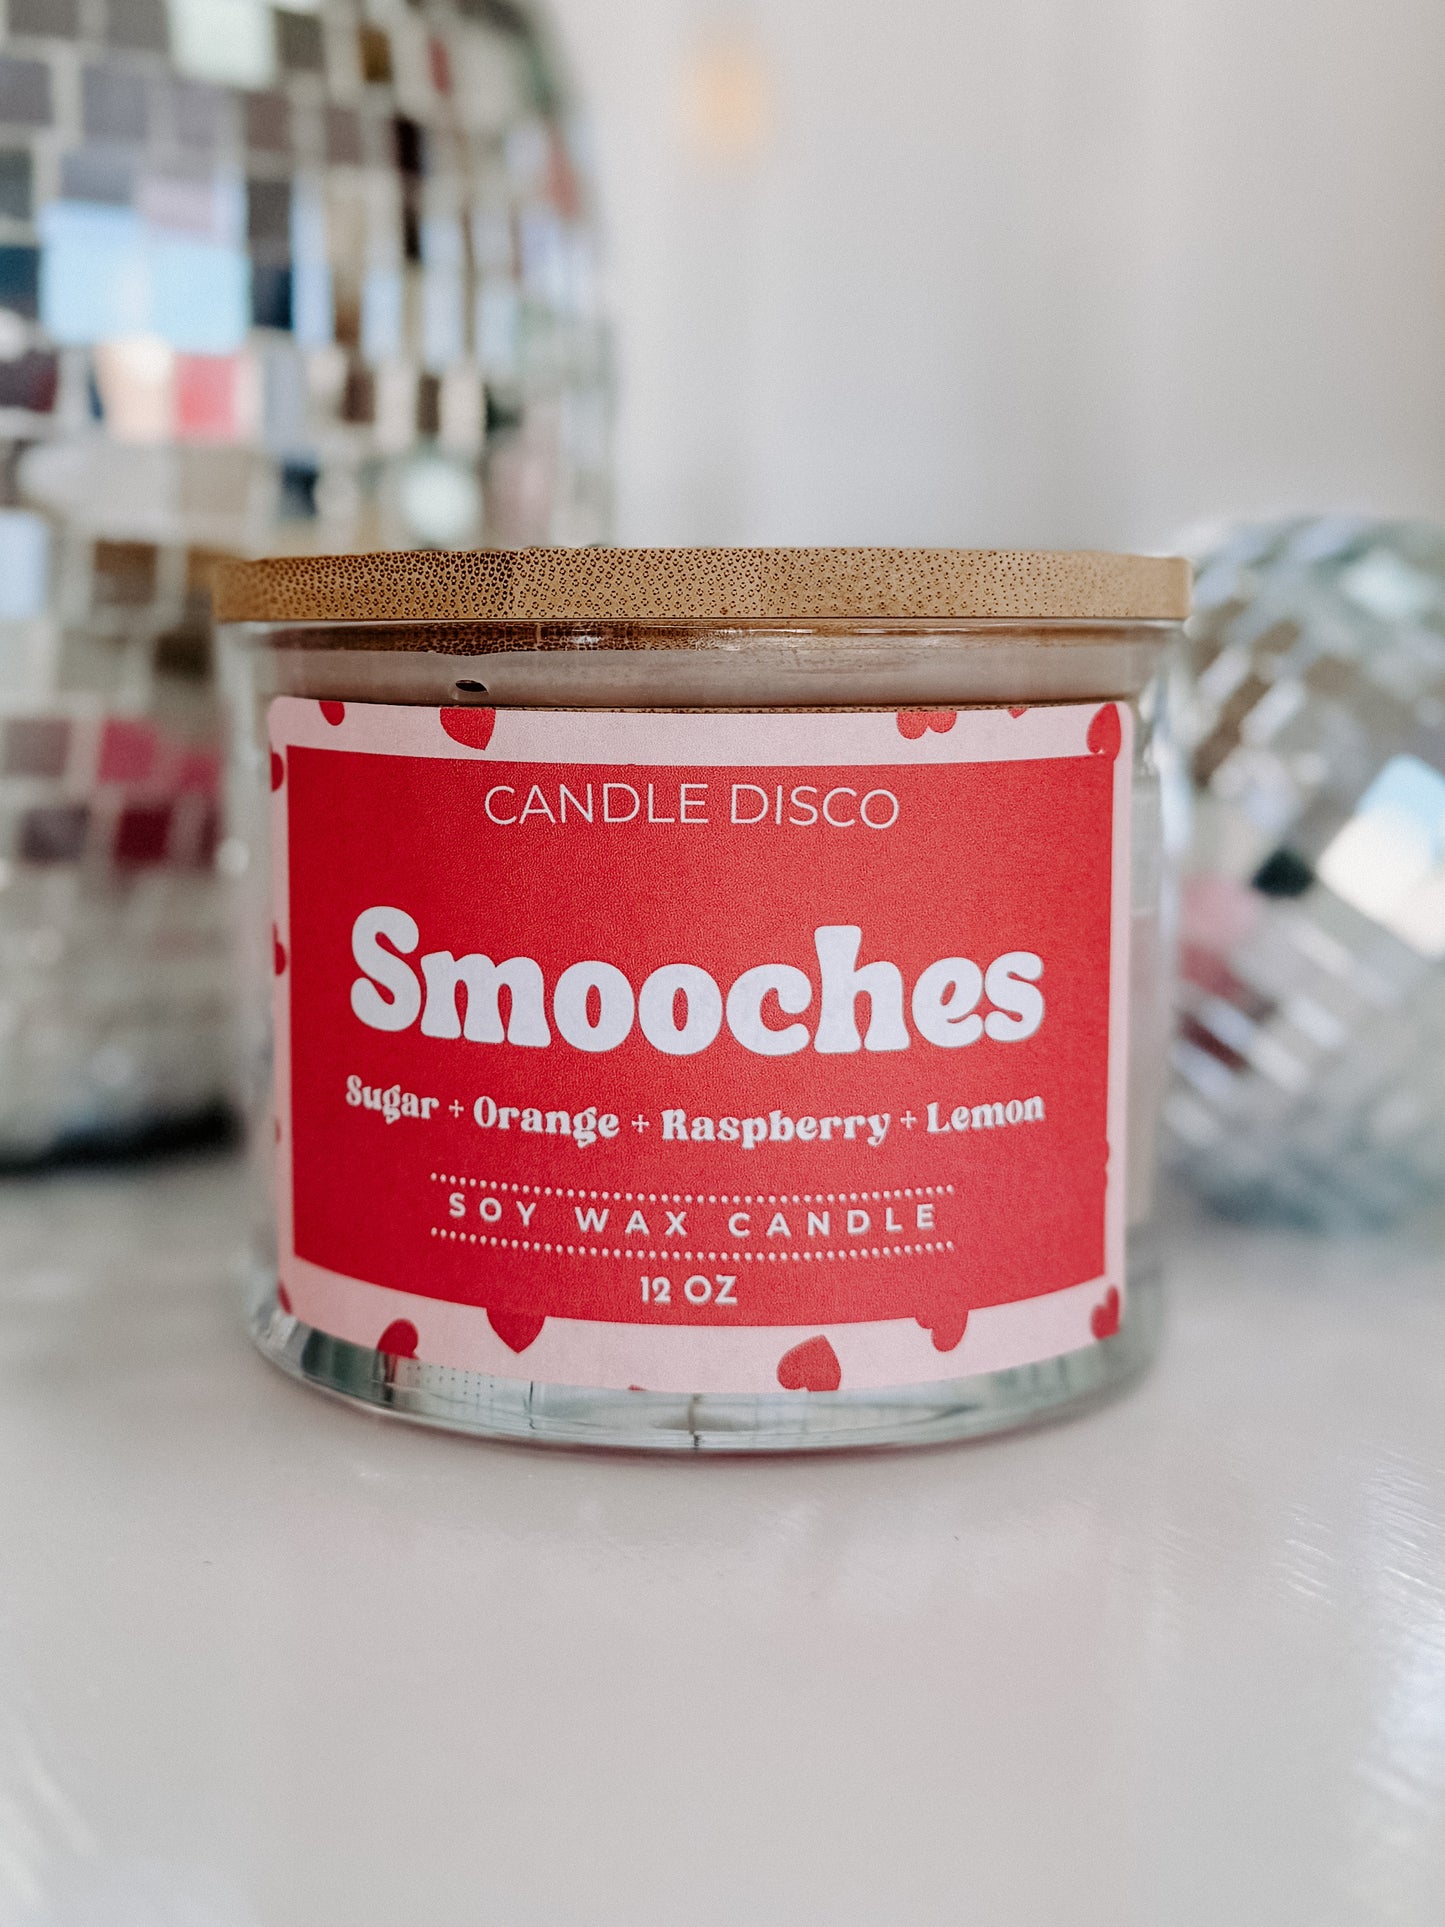 CANDLE DISCO
Smooches
Sugar + Orange + Raspberry + Lemon
SOY WAX CANDLE
12 OZ